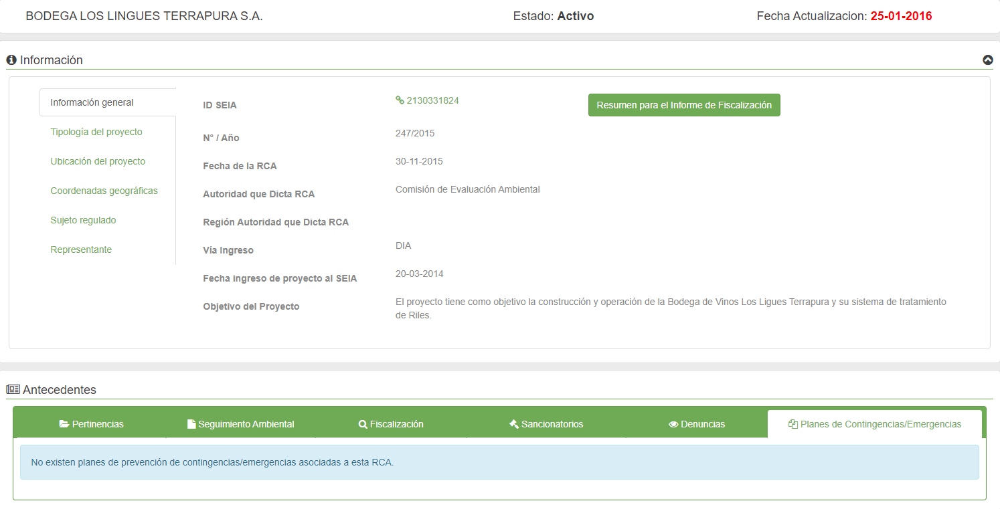 BODEGA LOS LINGUES TERRAPURA S.A. Estado: Activo Fecha Actualizacion: 25-01-2016
Información
Información general
Tipología del proyecto
Ubicación del proyecto
Coordenadas geográficas
Sujeto regulado
Representante
ID SEIA 2130331824 Resumen para el Informe de Fiscalización
N° / Año 247/2015
Fecha de la RCA 30-11-2015
Autoridad que Dicta RCA Comisión de Evaluación Ambiental
Región Autoridad que Dicta RCA
Vía Ingreso DIA
Fecha ingreso de proyecto al SEIA 20-03-2014
Objetivo del Proyecto El proyecto tiene como objetivo la construcción y operación de la Bodega de Vinos Los Ligues Terrapura y su sistema de tratamiento
de Riles.
Antecedentes
Pertinencias Seguimiento Ambiental Fiscalización Sancionatorios Denuncias Planes de Contingencias/Emergencias
No existen planes de prevención de contingencias/emergencias asociadas a esta RCA.